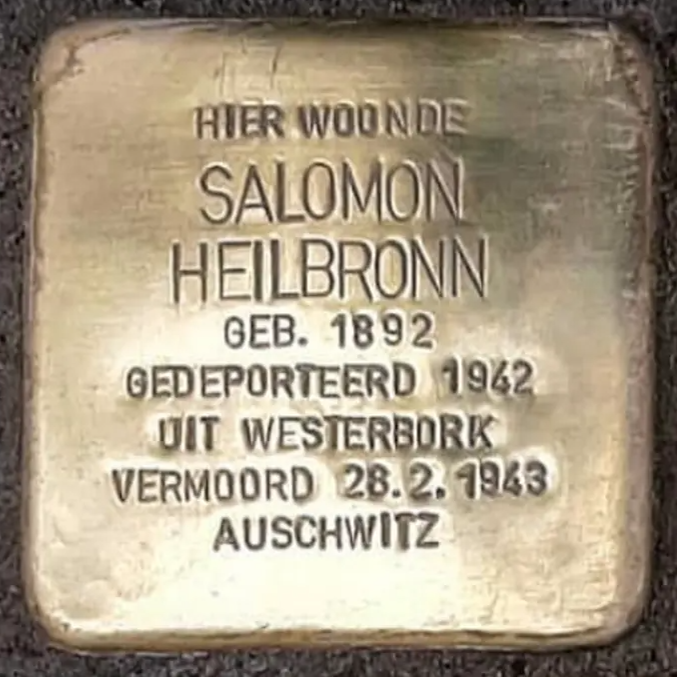 HIER WOONDE
SALOMON
HEILBRONN
GEB. 1892
GEDEPORTEERD 1942
UIT WESTERBORK
VERMOORD 28.2.1943
AUSCHWITZ